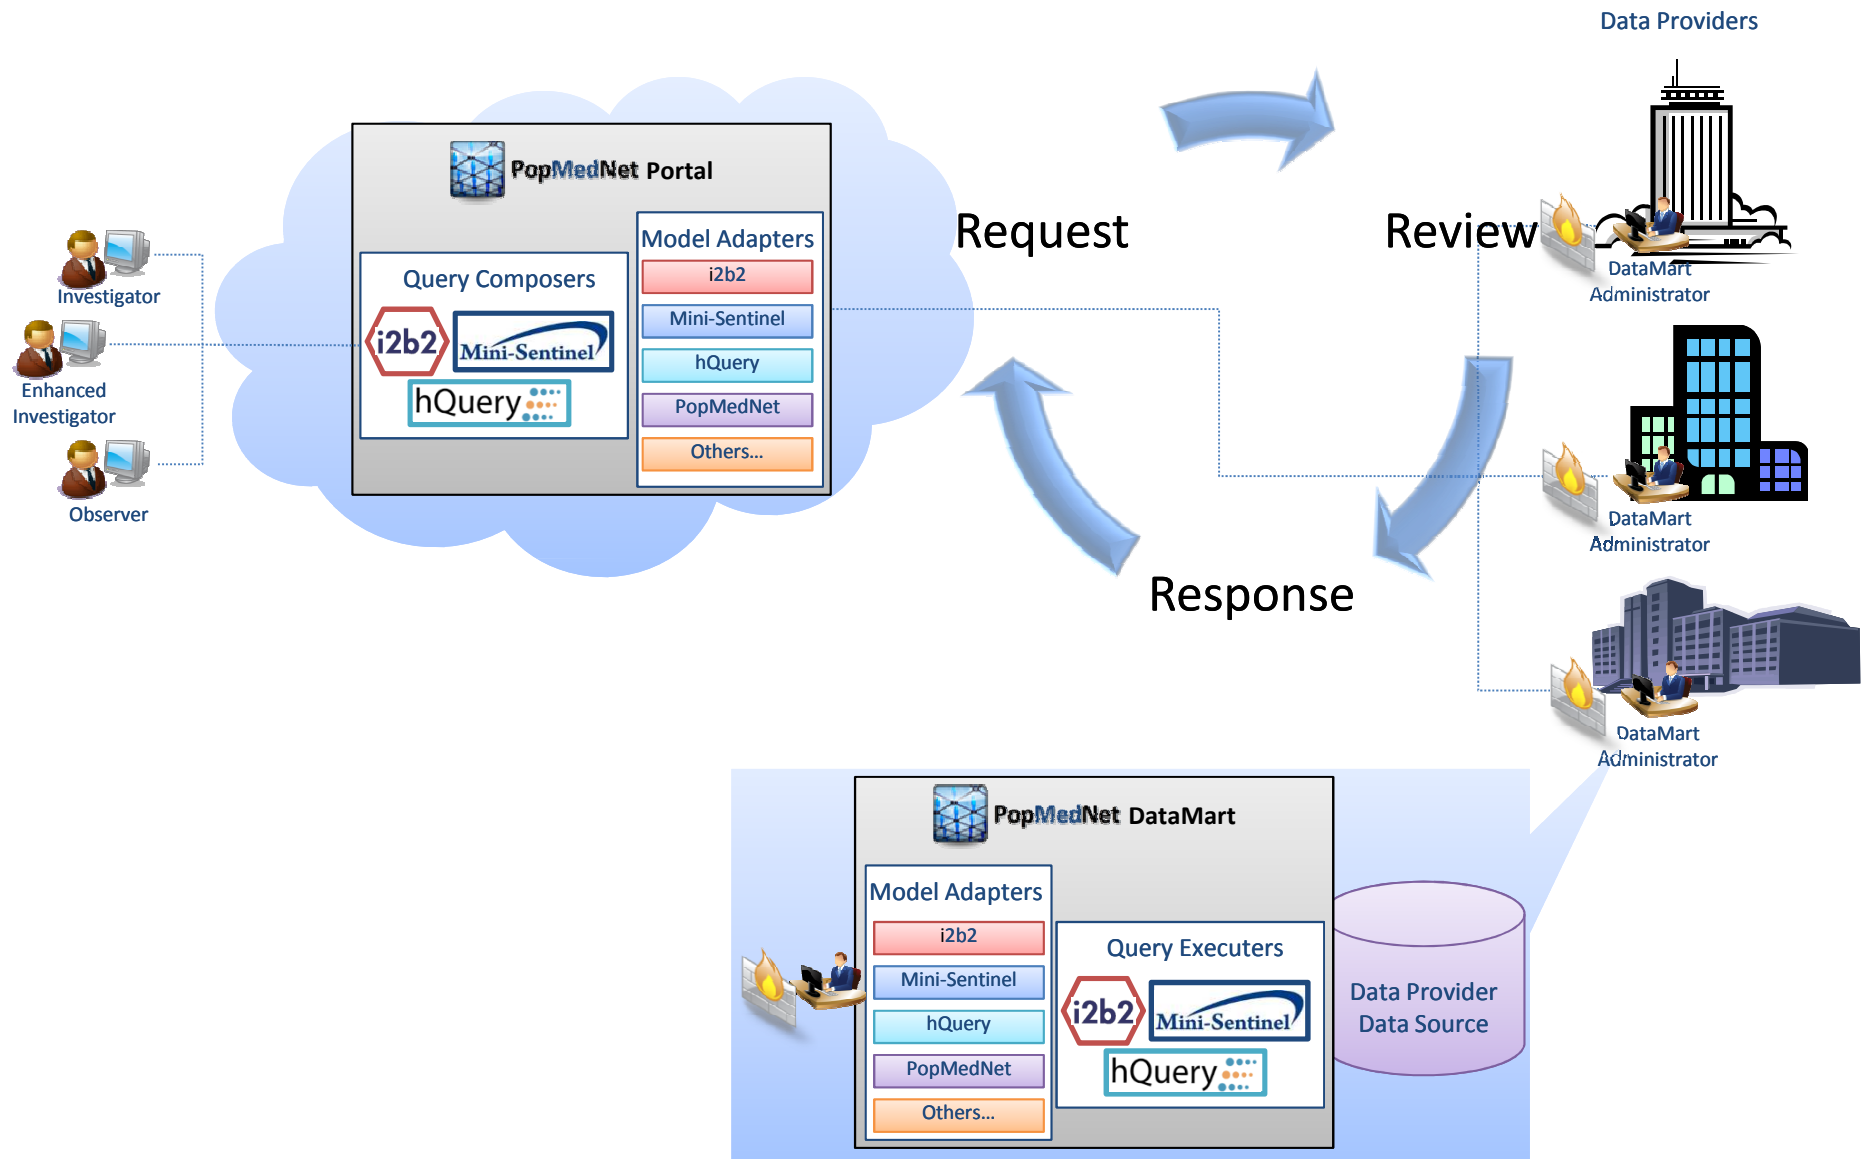 Data Providers
PopMedNet Portal
Model Adapters
i2b2
Mini-Sentinel
hQuery
PopMedNet
Others...
Query Composers
i2b2
Mini-Sentinel
hQuery
Investigator
Enhanced
Investigator
Observer
Request
Review
Response
DataMart
Administrator
DataMart
Administrator
DataMart
Administrator
PopMedNet DataMart
Model Adapters
i2b2
Mini-Sentinel
hQuery
PopMedNet
Others...
Query Executers
i2b2
Mini-Sentinel
hQuery
Data Provider
Data Source